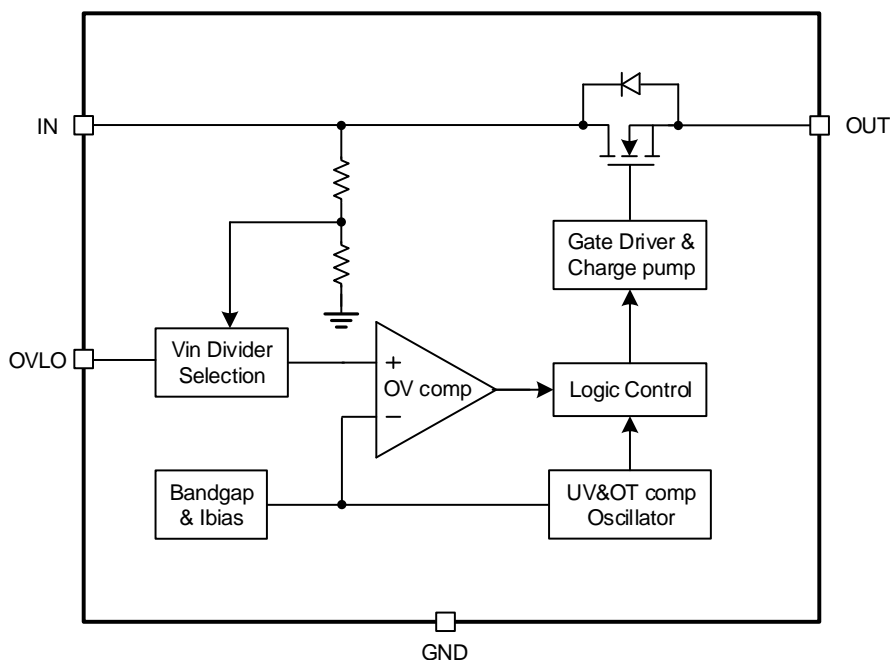 IN
OUT
Gate Driver &
Charge pump
OVLO
Vin Divider
Selection
+
OV comp
−
Logic Control
Bandgap
& Ibias
UV&OT comp
Oscillator
GND